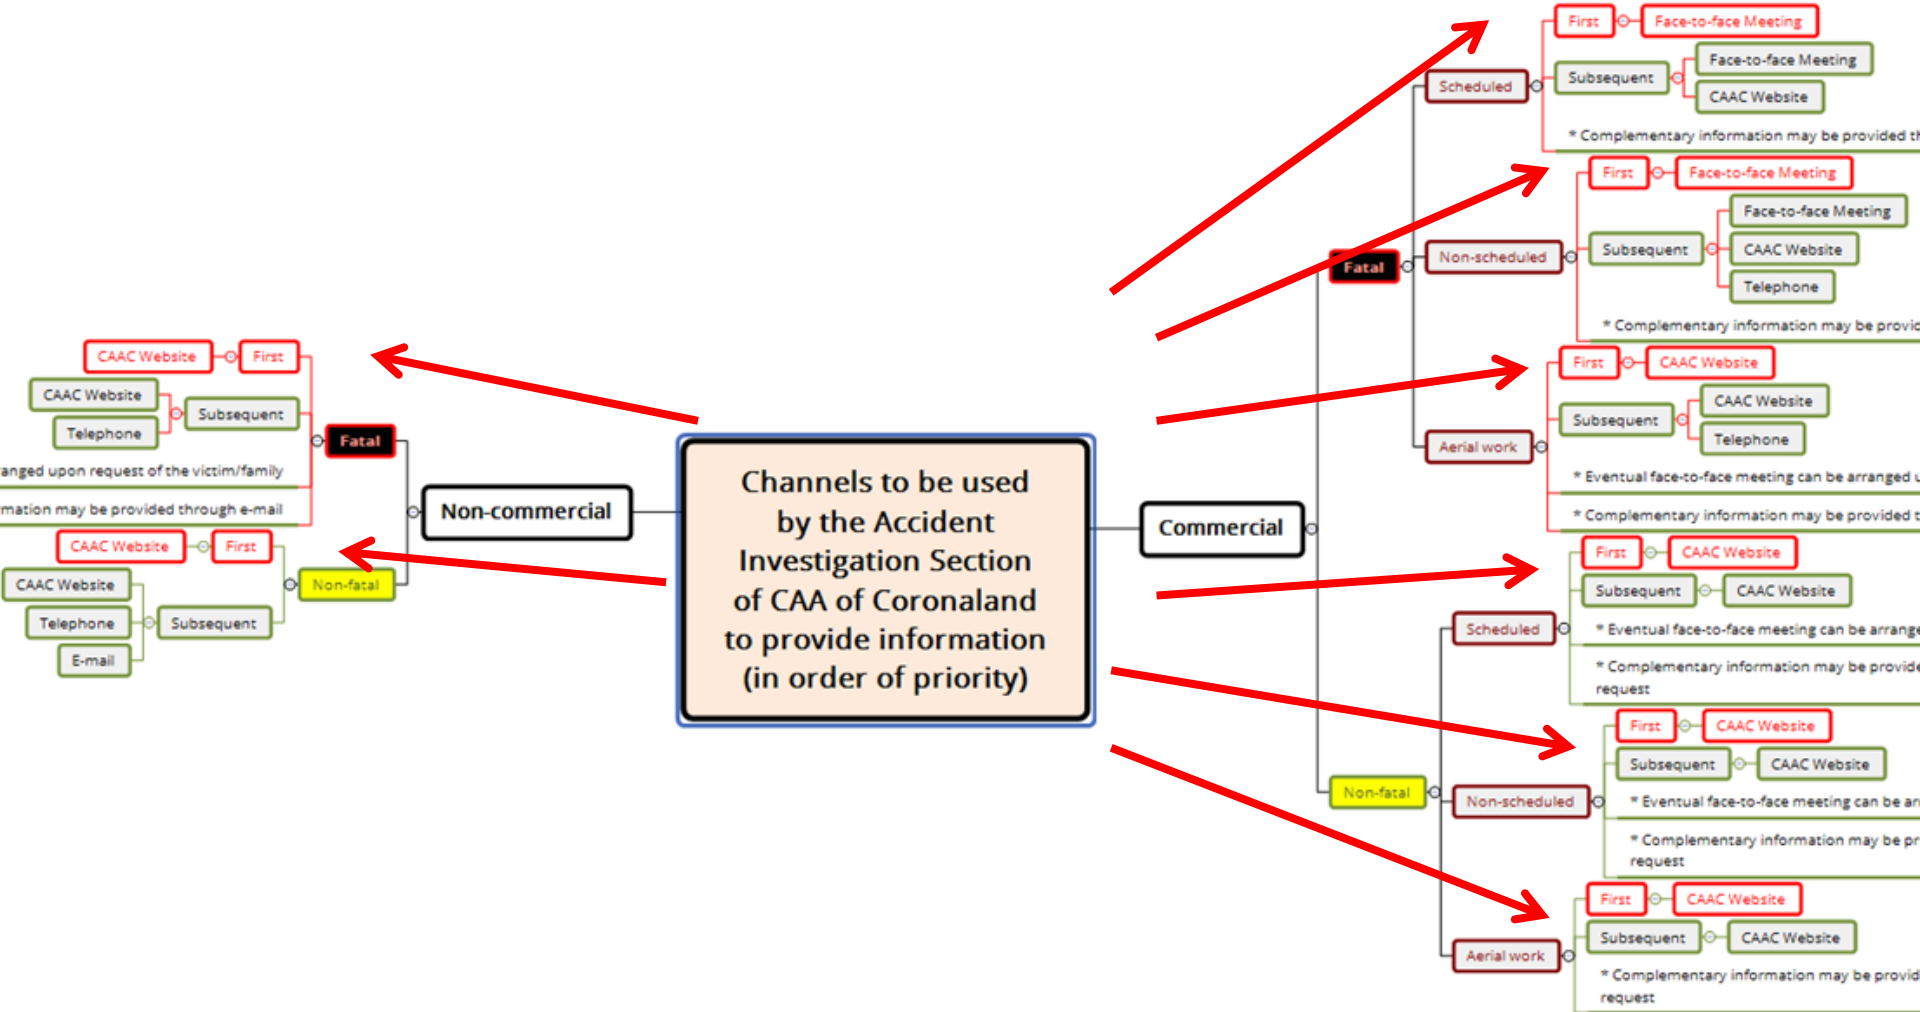 Channels to be used
by the Accident
Investigation Section
of CAA of Coronaland
to provide information
(in order of priority)
Non-commercial
Fatal
First
CAAC Website
Subsequent
CAAC Website
Telephone
anged upon request of the victim/family
mation may be provided through e-mail
Non-fatal
First
CAAC Website
Subsequent
CAAC Website
Telephone
E-mail
Commercial
Fatal
Scheduled
First
Face-to-face Meeting
Subsequent
Face-to-face Meeting
CAAC Website
* Complementary information may be provided th
Non-scheduled
First
Face-to-face Meeting
Subsequent
Face-to-face Meeting
CAAC Website
Telephone
* Complementary information may be provic
Aerial work
First
CAAC Website
Subsequent
CAAC Website
Telephone
* Eventual face-to-face meeting can be arranged u
* Complementary information may be provided t
Non-fatal
Scheduled
First
CAAC Website
Subsequent
CAAC Website
* Eventual face-to-face meeting can be arrange
* Complementary information may be provide
request
Non-scheduled
First
CAAC Website
Subsequent
CAAC Website
* Eventual face-to-face meeting can be ar
* Complementary information may be pr
request
Aerial work
First
CAAC Website
Subsequent
CAAC Website
* Complementary information may be provid
request